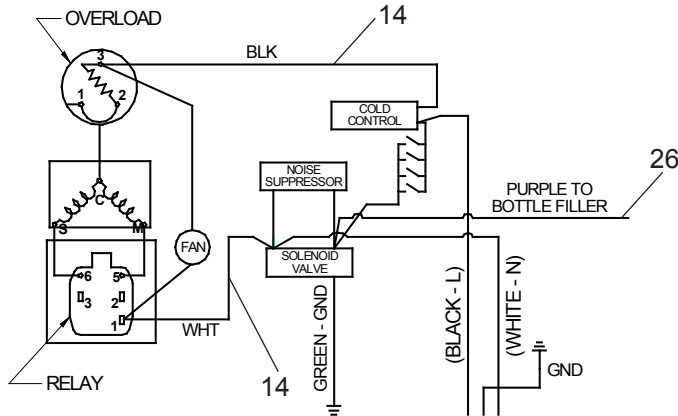 OVERLOAD
14
3
BLK
1
2
COLD
CONTROL
NOISE
SUPPRESSOR
26
PURPLE TO
BOTTLE FILLER
C
S
M
FAN
SOLENOID
VALVE
6
5
3
2
1
WHT
GREEN - GND
(BLACK - L)
(WHITE - N)
GND
14
RELAY